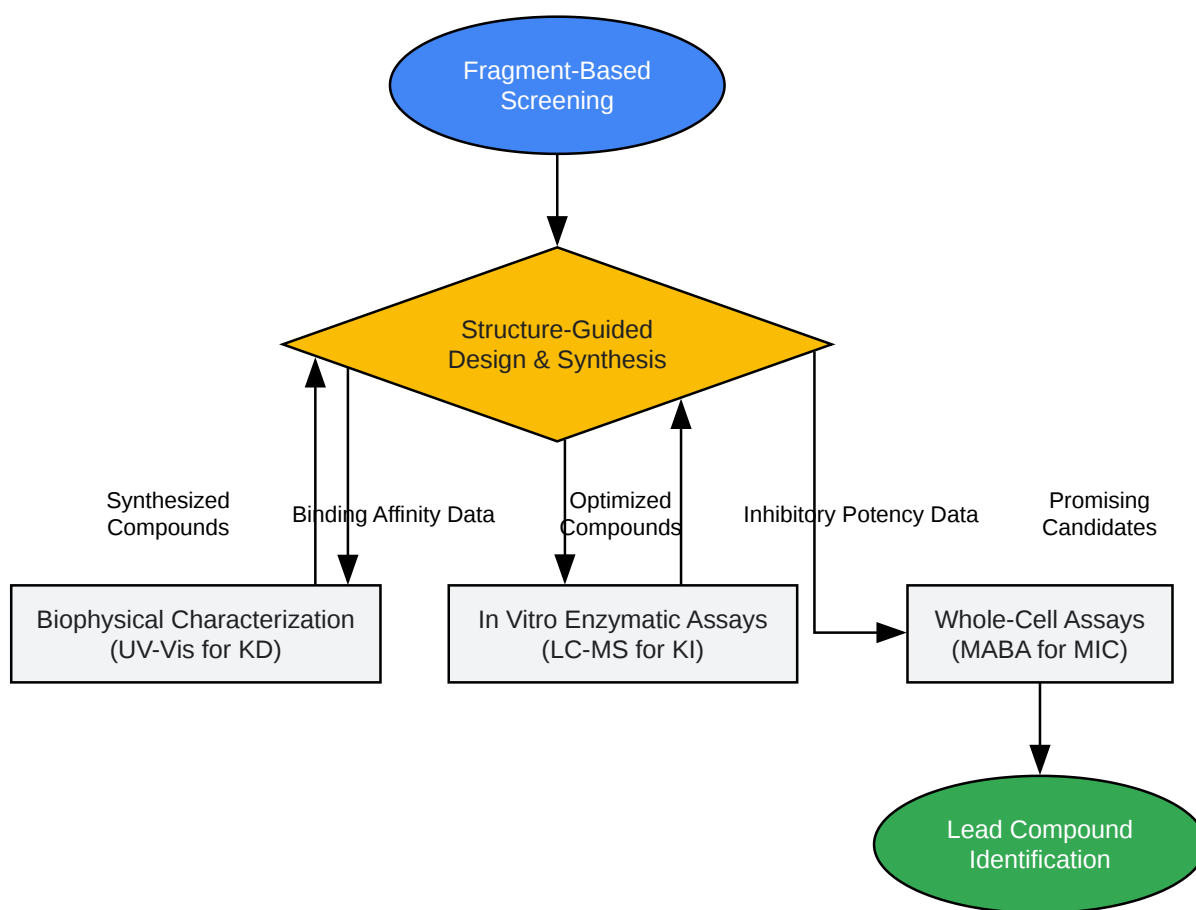 Fragment-Based
Screening
Structure-Guided
Design & Synthesis
Synthesized
Compounds
Binding Affinity Data
Optimized
Compounds
Inhibitory Potency Data
Promising
Candidates
Biophysical Characterization
(UV-Vis for KD)
In Vitro Enzymatic Assays
(LC-MS for KI)
Whole-Cell Assays
(MABA for MIC)
Lead Compound
Identification